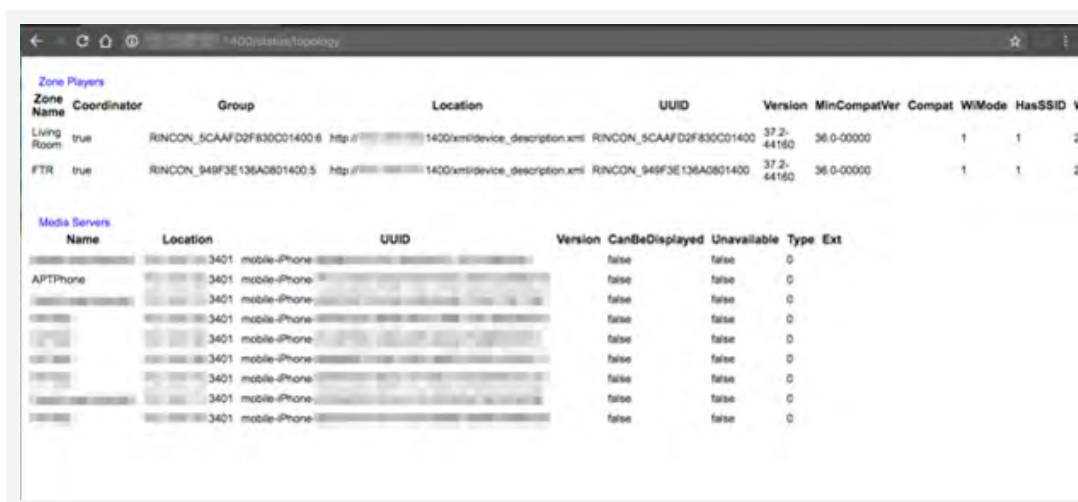 1400/status/topology
Zone Players
Zone Name Coordinator Group Location UUID Version MinCompatVer Compat WiMode HasSSID
Living Room true RINCON_5CAAFD2F830C01400:6 http:// 1400/xml/device_description.xml RINCON_5CAAFD2F830C01400 37.2-44160 36.0-00000 1 1 2
FTR true RINCON_949F3E136A0801400:5 http:// 1400/xml/device_description.xml RINCON_949F3E136A0801400 37.2-44160 36.0-00000 1 1 2
Media Servers
Name Location UUID Version CanBeDisplayed Unavailable Type Ext
3401 mobile-iPhone- false false 0
APTPhone 3401 mobile-iPhone- false false 0
3401 mobile-iPhone- false false 0
3401 mobile-iPhone- false false 0
3401 mobile-iPhone- false false 0
3401 mobile-iPhone- false false 0
3401 mobile-iPhone- false false 0
3401 mobile-iPhone- false false 0
3401 mobile-iPhone- false false 0